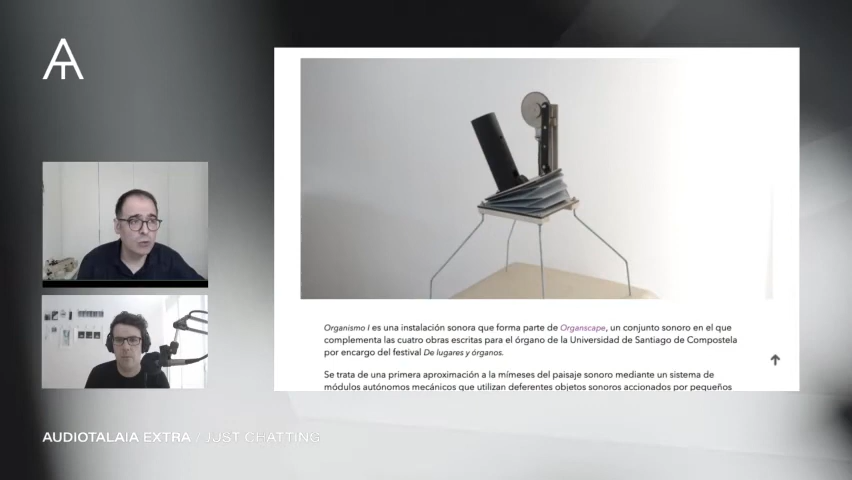 AT
Organismo I es una instalación sonora que forma parte de Organscape, un conjunto sonoro en el que
complementa las cuatro obras escritas para el órgano de la Universidad de Santiago de Compostela
por encargo del festival De lugares y órganos.
Se trata de una primera aproximación a la mímeses del paisaje sonoro mediante un sistema de
módulos autónomos mecánicos que utilizan deferentes objetos sonoros accionados por pequeños
AUDIOTALAIA EXTRA / JUST CHATTING